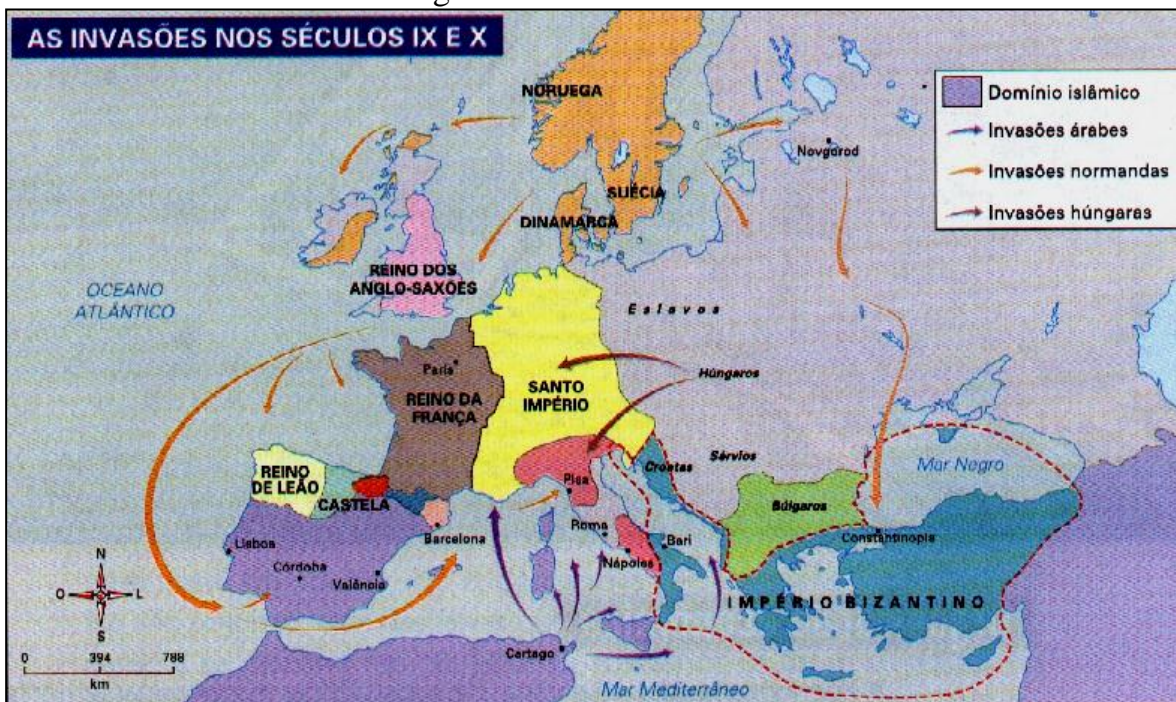 AS INVASÕES NOS SÉCULOS IX E X
Domínio islâmico
Invasões árabes
Invasões normandas
Invasões húngaras
NORUEGA
SUÉCIA
DINAMARCA
Novgorod
REINO DOS
ANGLO-SAXÕES
OCEANO
ATLÂNTICO
Eslavos
Paris
REINO DA
FRANÇA
SANTO
IMPÉRIO
Húngaros
REINO
DE LEÃO
CASTELA
Pisa
Croatas
Sérvios
Mar Negro
Búlgaros
Roma
Bari
Constantinopla
Barcelona
Nápoles
Lisboa
Córdoba
Valência
IMPÉRIO BIZANTINO
Cartago
Mar Mediterrâneo
N
O
L
S
0 394 788
km